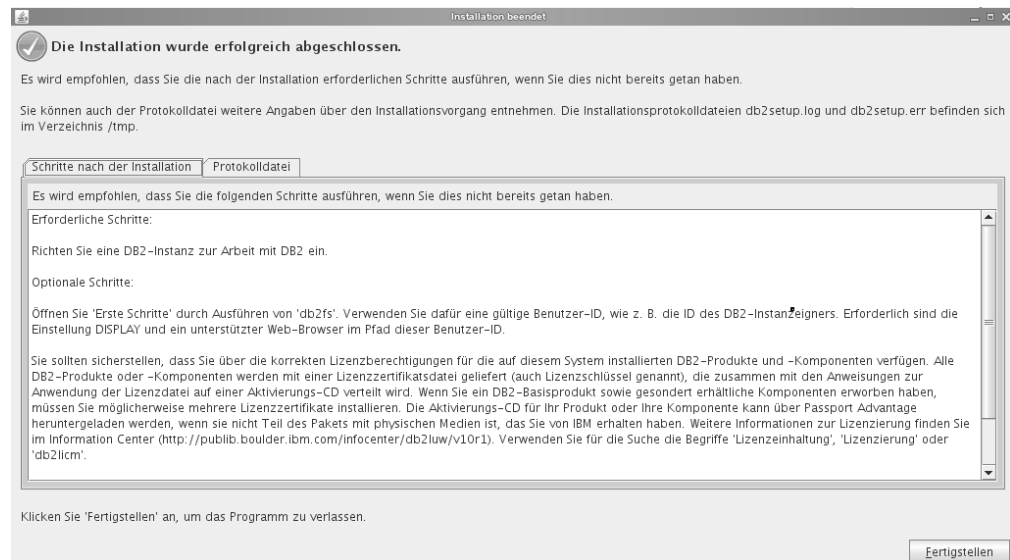 Installation beendet
Die Installation wurde erfolgreich abgeschlossen.
Es wird empfohlen, dass Sie die nach der Installation erforderlichen Schritte ausführen, wenn Sie dies nicht bereits getan haben.
Sie können auch der Protokolldatei weitere Angaben über den Installationsvorgang entnehmen. Die Installationsprotokolldateien db2setup.log und db2setup.err befinden sich
im Verzeichnis /tmp.
Schritte nach der Installation
Protokolldatei
Es wird empfohlen, dass Sie die folgenden Schritte ausführen, wenn Sie dies nicht bereits getan haben.
Erforderliche Schritte:
Richten Sie eine DB2-Instanz zur Arbeit mit DB2 ein.
Optionale Schritte:
Öffnen Sie 'Erste Schritte' durch Ausführen von 'db2fs'. Verwenden Sie dafür eine gültige Benutzer-ID, wie z. B. die ID des DB2-Instanzeigners. Erforderlich sind die
Einstellung DISPLAY und ein unterstützter Web-Browser im Pfad dieser Benutzer-ID.
Sie sollten sicherstellen, dass Sie über die korrekten Lizenzberechtigungen für die auf diesem System installierten DB2-Produkte und -Komponenten verfügen. Alle
DB2-Produkte oder -Komponenten werden mit einer Lizenzzertifikatsdatei geliefert (auch Lizenzschlüssel genannt), die zusammen mit den Anweisungen zur
Anwendung der Lizenzdatei auf einer Aktivierungs-CD verteilt wird. Wenn Sie ein DB2-Basisprodukt sowie gesondert erhältliche Komponenten erworben haben,
müssen Sie möglicherweise mehrere Lizenzzertifikate installieren. Die Aktivierungs-CD für Ihr Produkt oder Ihre Komponente kann über Passport Advantage
heruntergeladen werden, wenn sie nicht Teil des Pakets mit physischen Medien ist, das Sie von IBM erhalten haben. Weitere Informationen zur Lizenzierung finden Sie
im Information Center (http://publib.boulder.ibm.com/infocenter/db2luw/v10r1). Verwenden Sie für die Suche die Begriffe 'Lizenzeinhaltung', 'Lizenzierung' oder
'db2licm'.
Klicken Sie 'Fertigstellen' an, um das Programm zu verlassen.
Fertigstellen